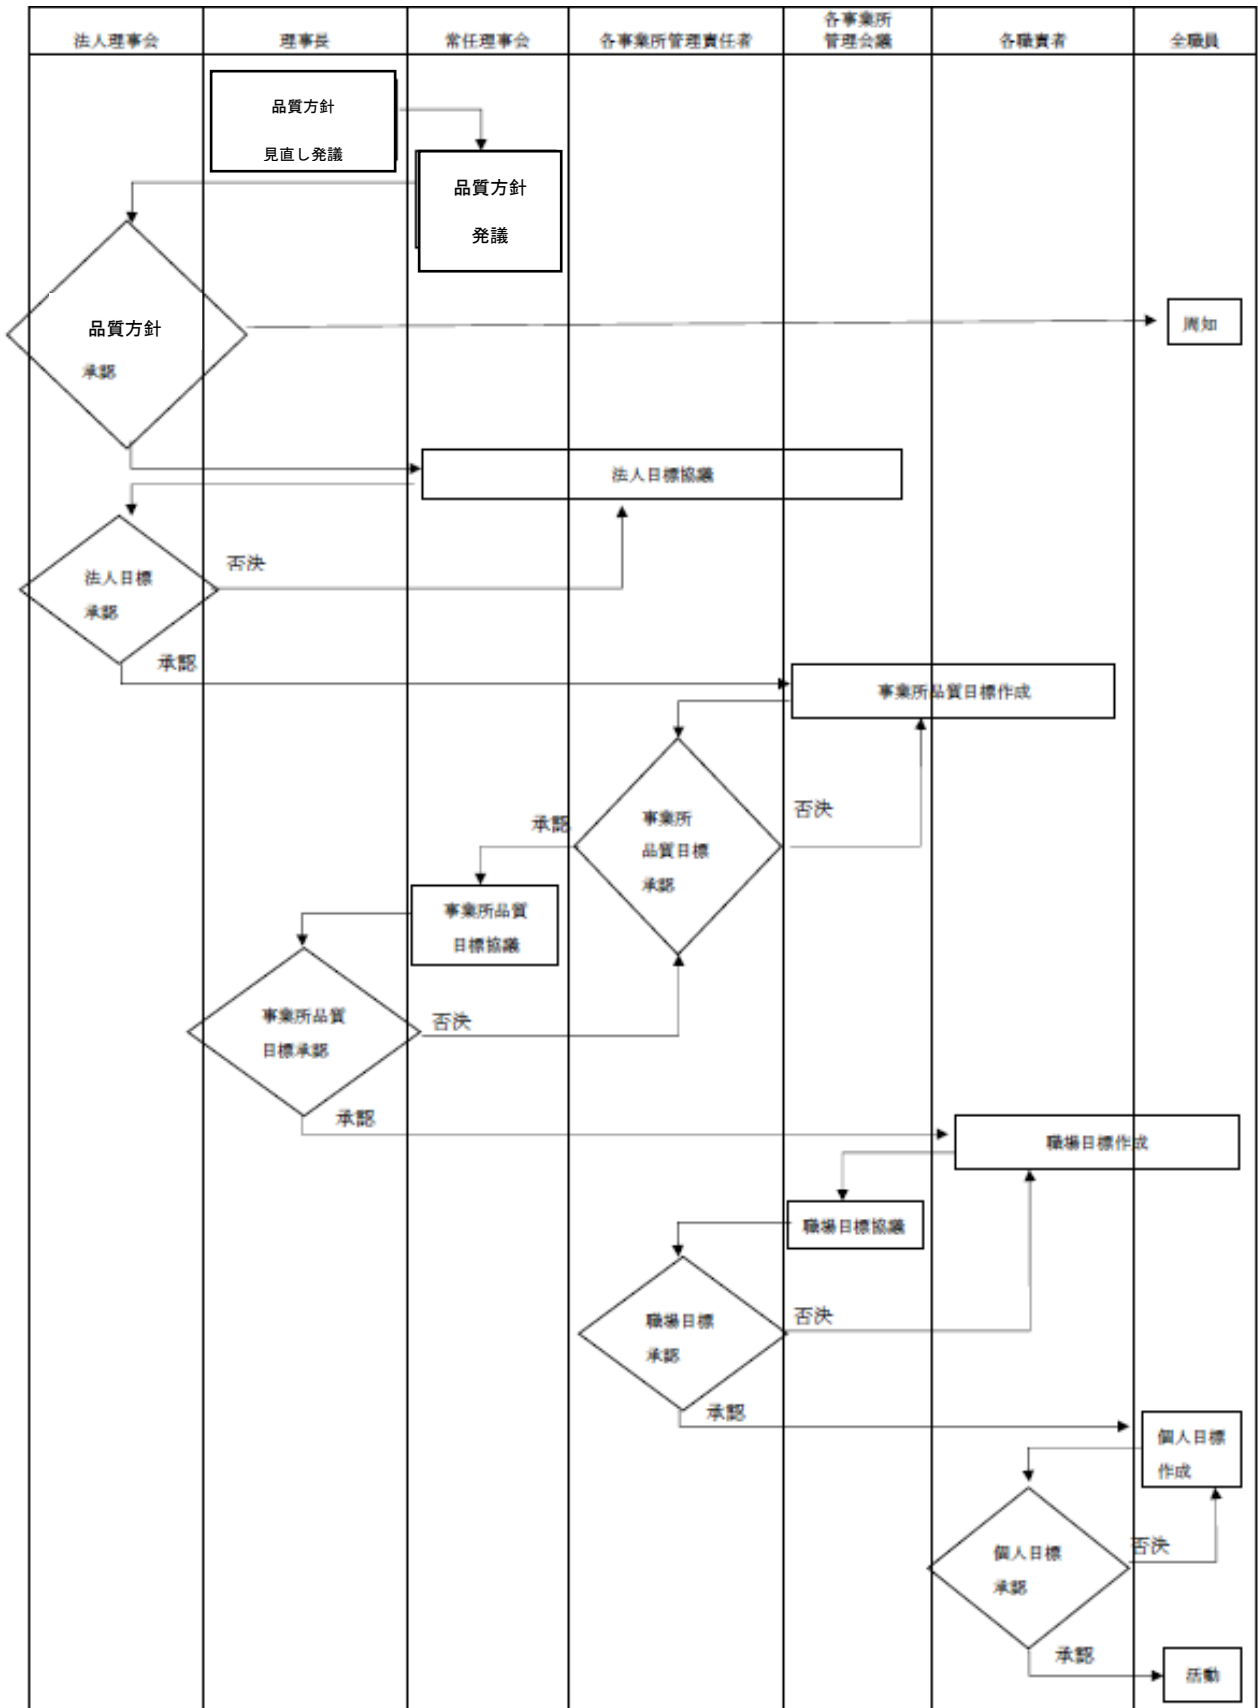 法人理事会
理事長
常任理事会
各事業所管理責任者
各事業所
管理会議
各職責者
全職員
品質方針
見直し発議
品質方針
発議
品質方針
承認
周知
法人目標協議
法人目標
承認
否決
承認
事業所品質目標作成
事業所
品質目標
承認
否決
承認
事業所品質
目標協議
事業所品質
目標承認
否決
承認
職場目標作成
職場目標協議
職場目標
承認
否決
承認
個人目標
作成
個人目標
承認
否決
承認
活動